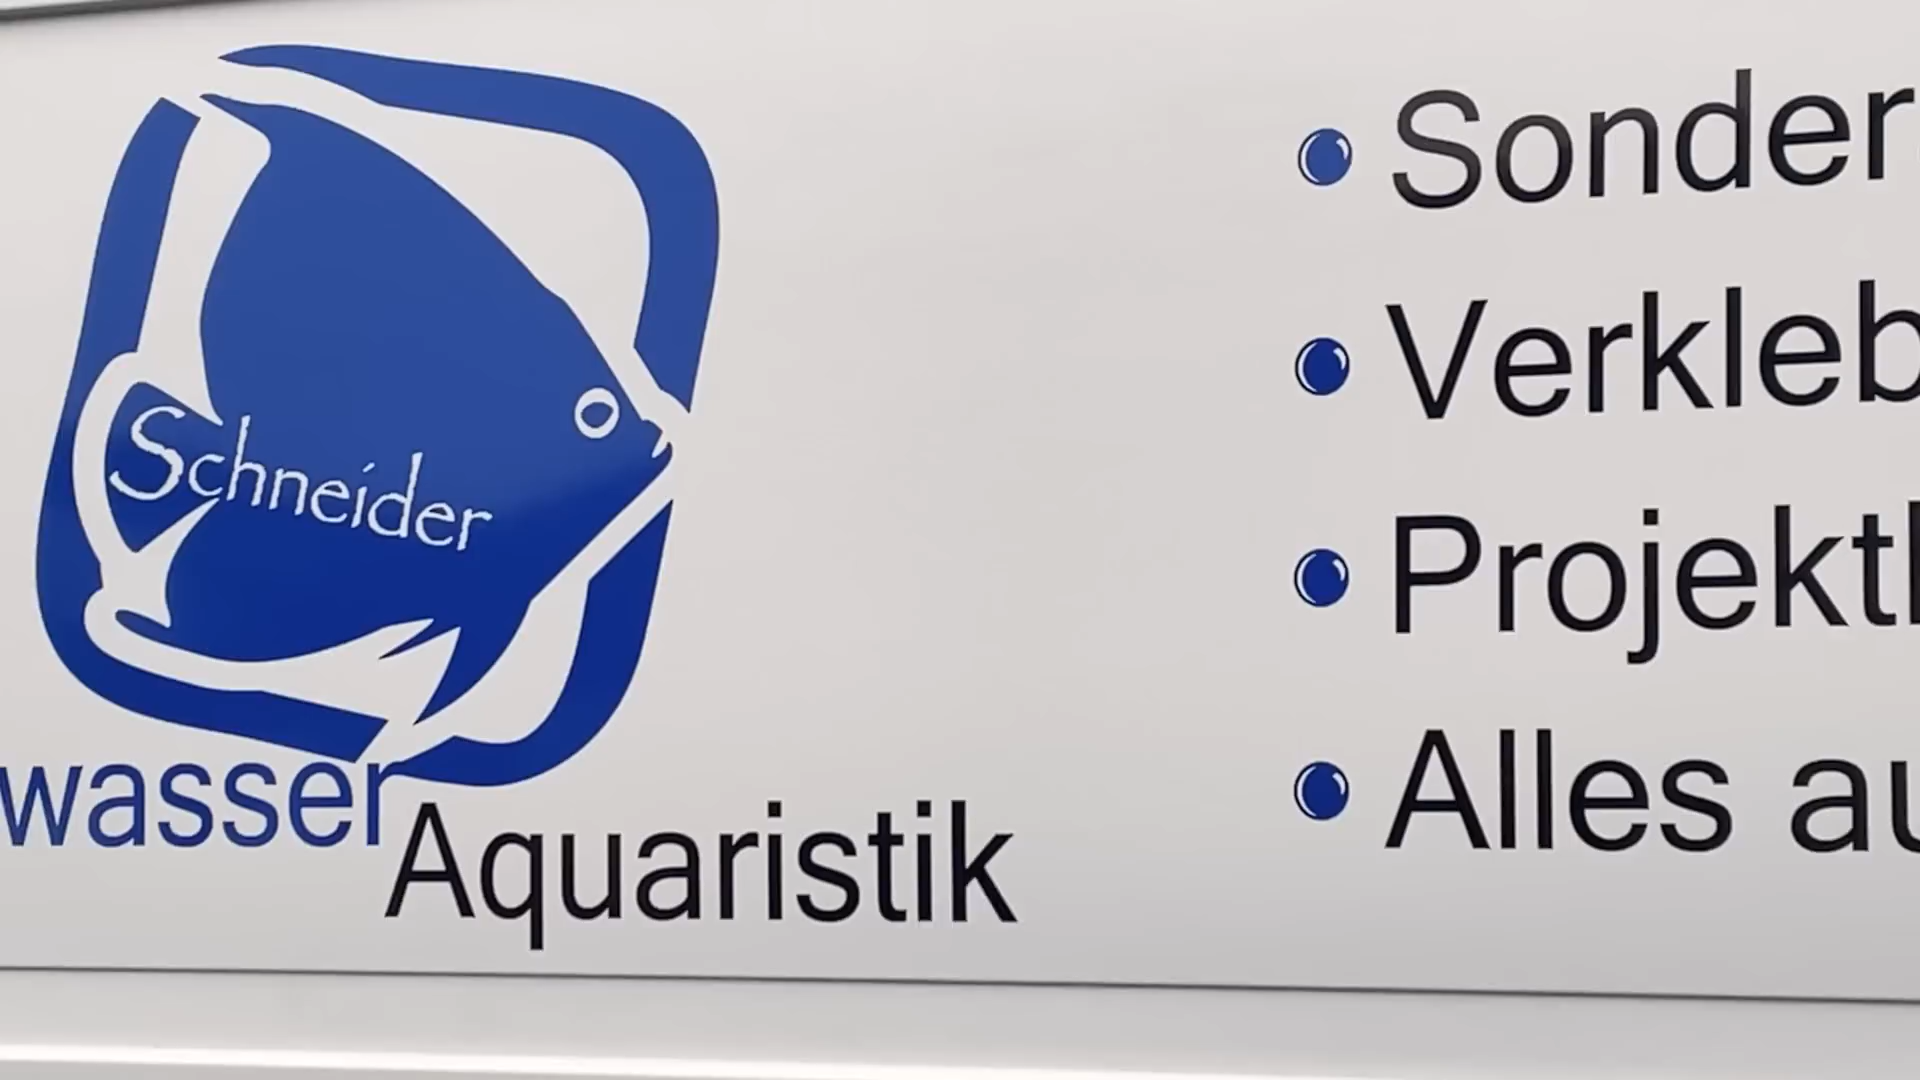 Schneider
wasser
Aquaristik
Sonder
Verkleb
Projekt
Alles au